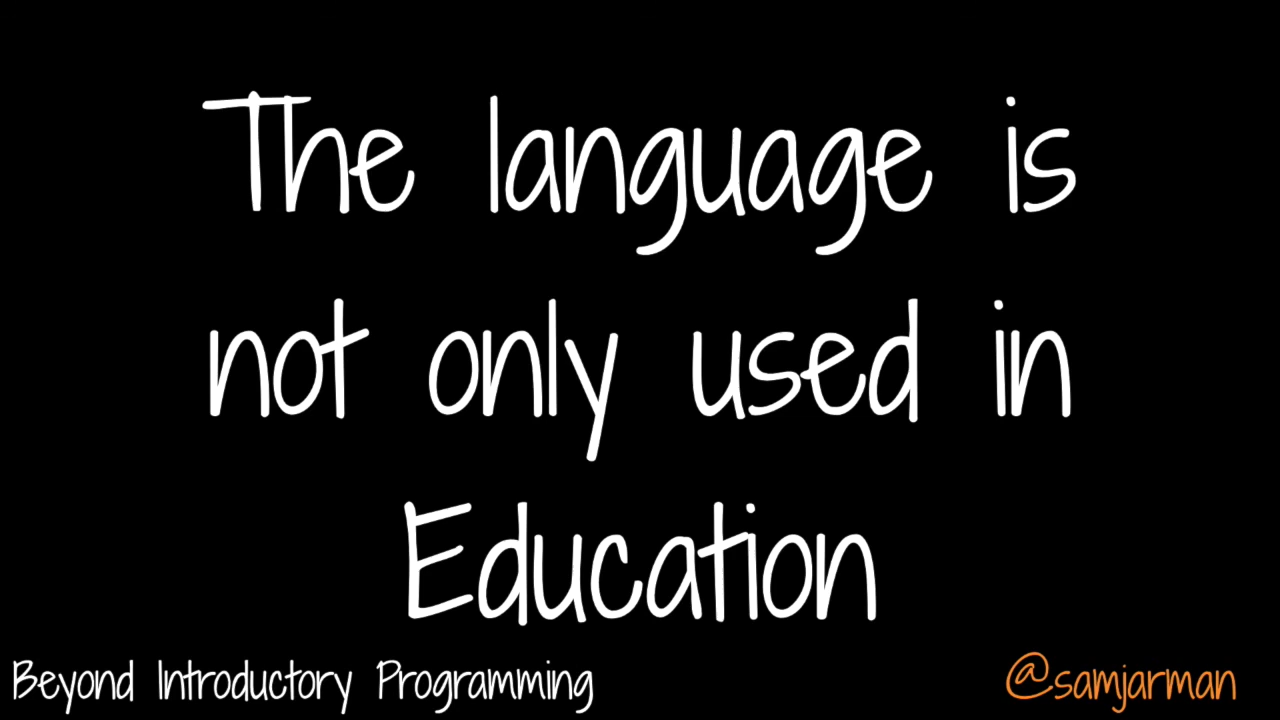 The language is
not only used in
Education
Beyond Introductory Programming
@samjarman